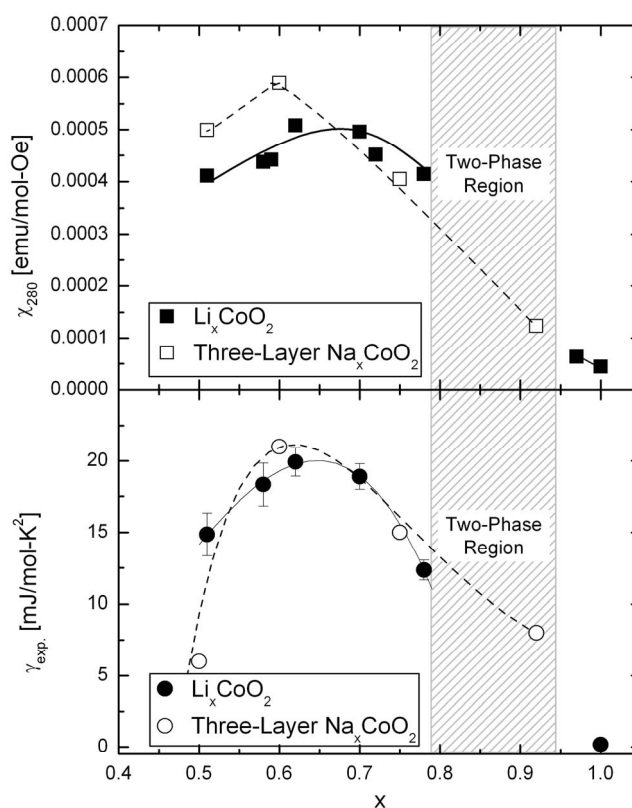 0.0007
0.0006
0.0005
0.0004
0.0003
0.0002
0.0001
0.0000
χ₂₈₀ [emu/mol-Oe]
Two-Phase
Region
LiₓCoO₂
Three-Layer NaₓCoO₂
20
15
10
5
0
γₑₓₚ. [mJ/mol-K²]
Two-Phase
Region
LiₓCoO₂
Three-Layer NaₓCoO₂
0.4 0.5 0.6 0.7 0.8 0.9 1.0
x